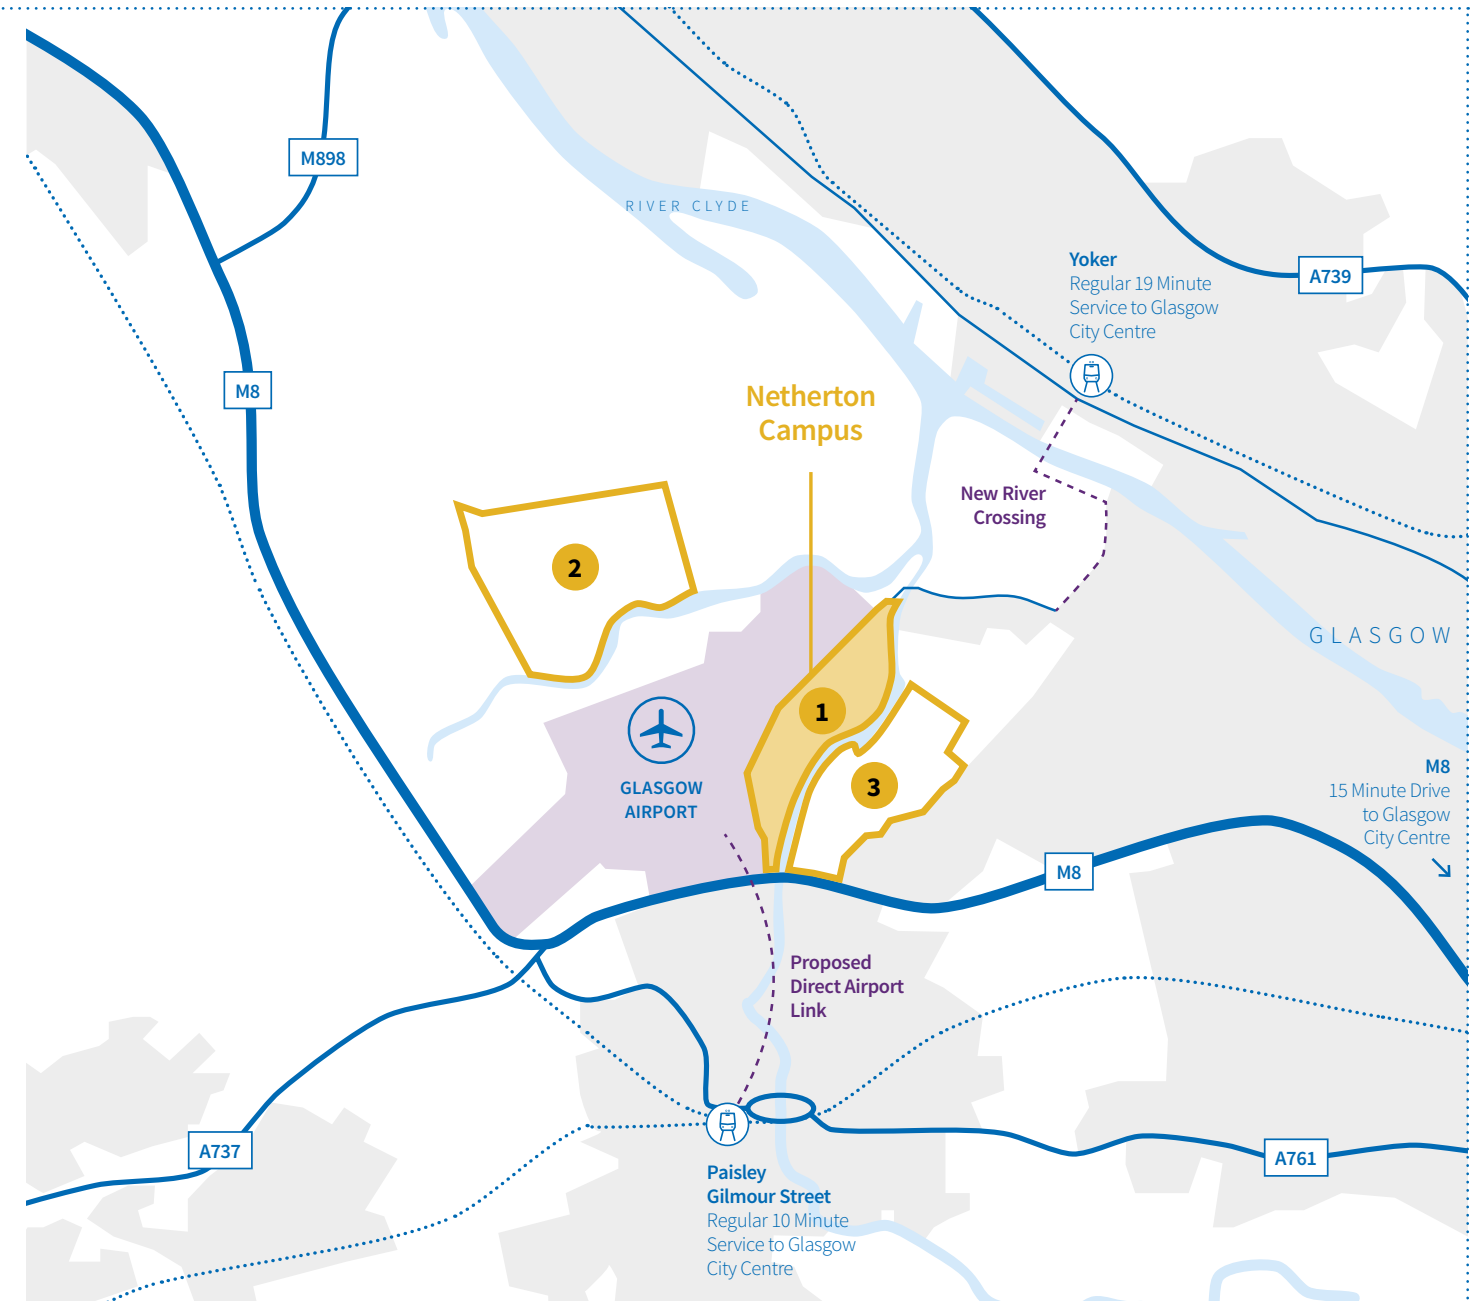 M898
RIVER CLYDE
Yoker
Regular 19 Minute
Service to Glasgow
City Centre
A739
M8
Netherton
Campus
New River
Crossing
2
GLASGOW
1
GLASGOW
AIRPORT
3
M8
15 Minute Drive
to Glasgow
City Centre
M8
Proposed
Direct Airport
Link
A737
A761
Paisley
Gilmour Street
Regular 10 Minute
Service to Glasgow
City Centre